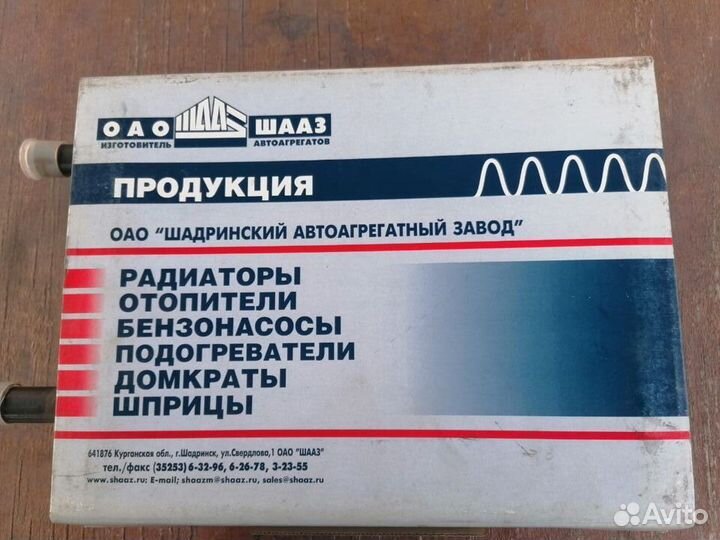 ОАО ШААЗ ШААЗ
ИЗГОТОВИТЕЛЬ АВТОАГРЕГАТОВ
ПРОДУКЦИЯ
ОАО "ШАДРИНСКИЙ АВТОАГРЕГАТНЫЙ ЗАВОД"
РАДИАТОРЫ
ОТОПИТЕЛИ
БЕНЗОНАСОСЫ
ПОДОГРЕВАТЕЛИ
ДОМКРАТЫ
ШПРИЦЫ
641876 Курганская обл., г.Шадринск, ул.Свердлова,1 ОАО "ШААЗ"
тел./факс (35253) 6-32-96, 6-26-78, 3-23-55
www.shaaz.ru; E-mail; shaazm@shaaz.ru, sales@shaaz.ru
Avito